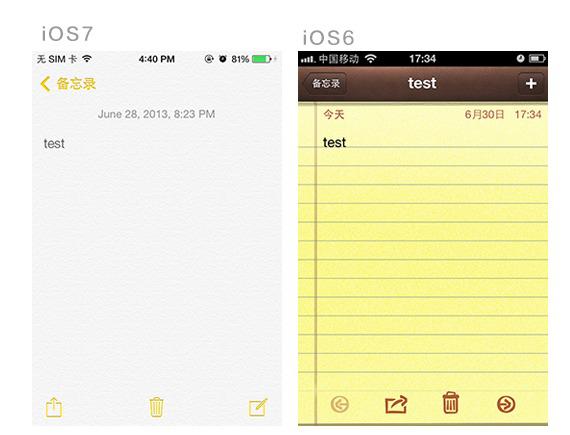 iOS7
无 SIM 卡 4:40 PM 81%
备忘录
June 28, 2013, 8:23 PM
test
iOS6
中国移动 17:34
备忘录 test +
今天 6月30日 17:34
test